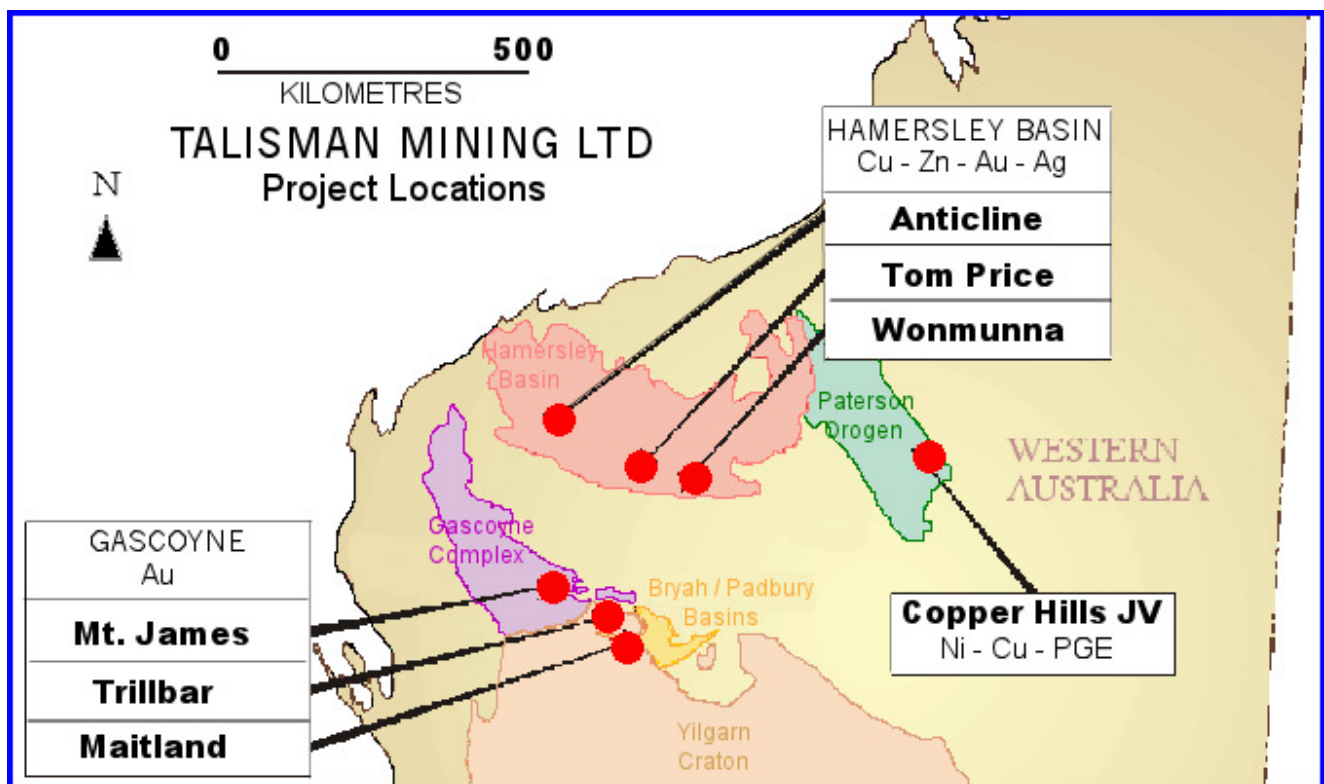 0 500
KILOMETRES
TALISMAN MINING LTD
Project Locations
N
HAMERSLEY BASIN
Cu - Zn - Au - Ag
Anticline
Tom Price
Wonmunna
Hamersley
Basin
Paterson
Orogen
WESTERN
AUSTRALIA
Gascoyne
Complex
GASCOYNE
Au
Mt. James
Trillbar
Maitland
Bryah / Padbury
Basins
Copper Hills JV
Ni - Cu - PGE
Yilgarn
Craton